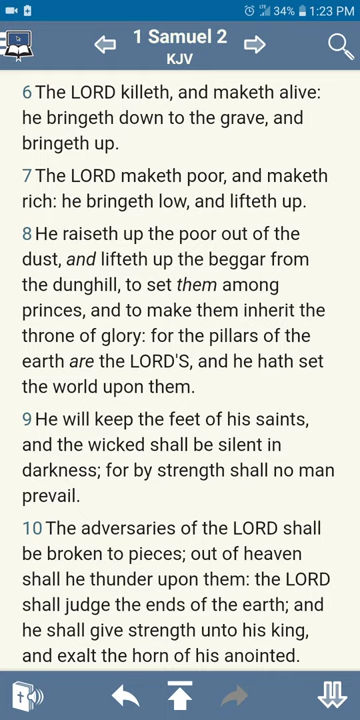 34% 1:23 PM
1 Samuel 2
KJV
6 The LORD killeth, and maketh alive:
he bringeth down to the grave, and
bringeth up.
7 The LORD maketh poor, and maketh
rich: he bringeth low, and lifteth up.
8 He raiseth up the poor out of the
dust, and lifteth up the beggar from
the dunghill, to set them among
princes, and to make them inherit the
throne of glory: for the pillars of the
earth are the LORD'S, and he hath set
the world upon them.
9 He will keep the feet of his saints,
and the wicked shall be silent in
darkness; for by strength shall no man
prevail.
10 The adversaries of the LORD shall
be broken to pieces; out of heaven
shall he thunder upon them: the LORD
shall judge the ends of the earth; and
he shall give strength unto his king,
and exalt the horn of his anointed.